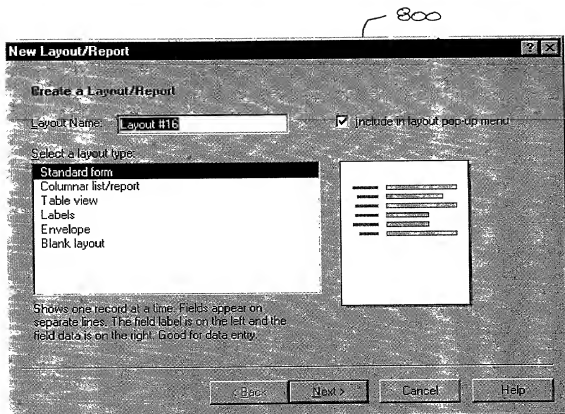 800
New Layout/Report
Create a Layout/Report
Layout Name: Layout #16
Include in layout pop-up menu
Select a layout type:
Standard form
Columnar list/report
Table view
Labels
Envelope
Blank layout
Shows one record at a time. Fields appear on
separate lines. The field label is on the left and the
field data is on the right. Good for data entry.
< Back Next > Cancel Help